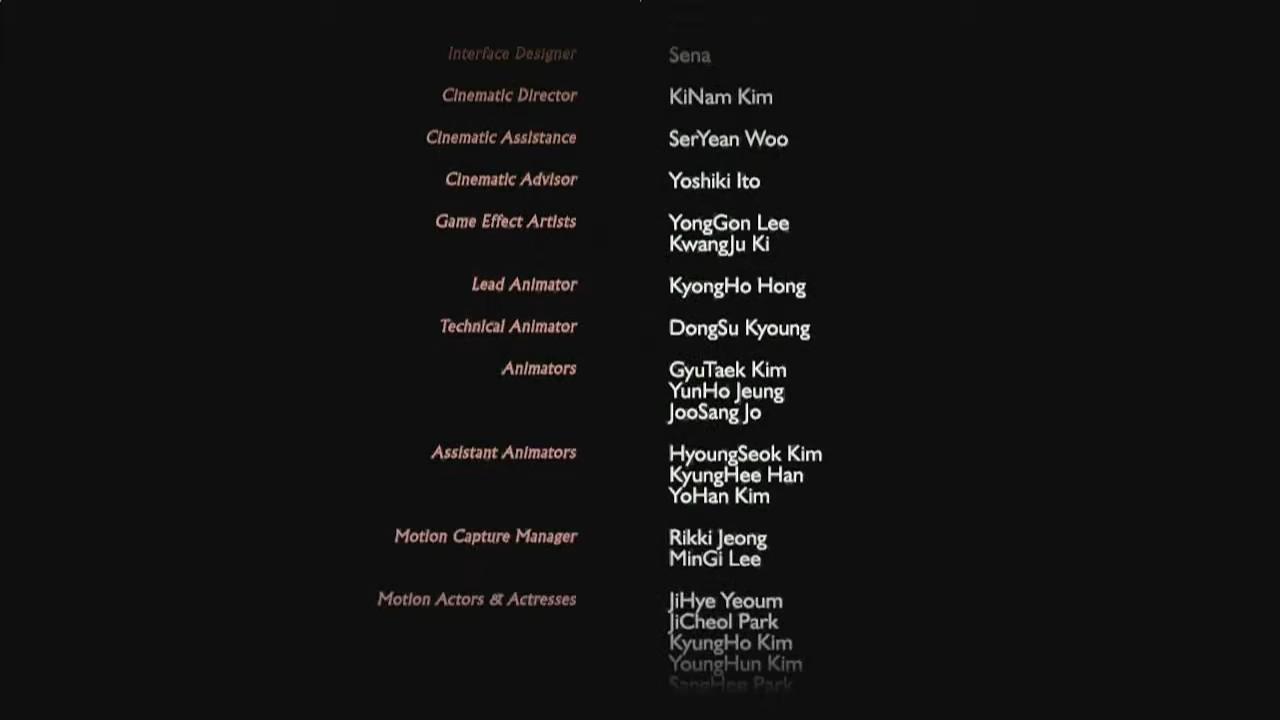 Interface Designer Sena
Cinematic Director KiNam Kim
Cinematic Assistance SerYean Woo
Cinematic Advisor Yoshiki Ito
Game Effect Artists YongGon Lee
KwangJu Ki
Lead Animator KyongHo Hong
Technical Animator DongSu Kyoung
Animators GyuTaek Kim
YunHo Jeung
JooSang Jo
Assistant Animators HyoungSeok Kim
KyungHee Han
YoHan Kim
Motion Capture Manager Rikki Jeong
MinGi Lee
Motion Actors & Actresses JiHye Yeoum
JiCheol Park
KyungHo Kim
YoungHun Kim
SangHee Park